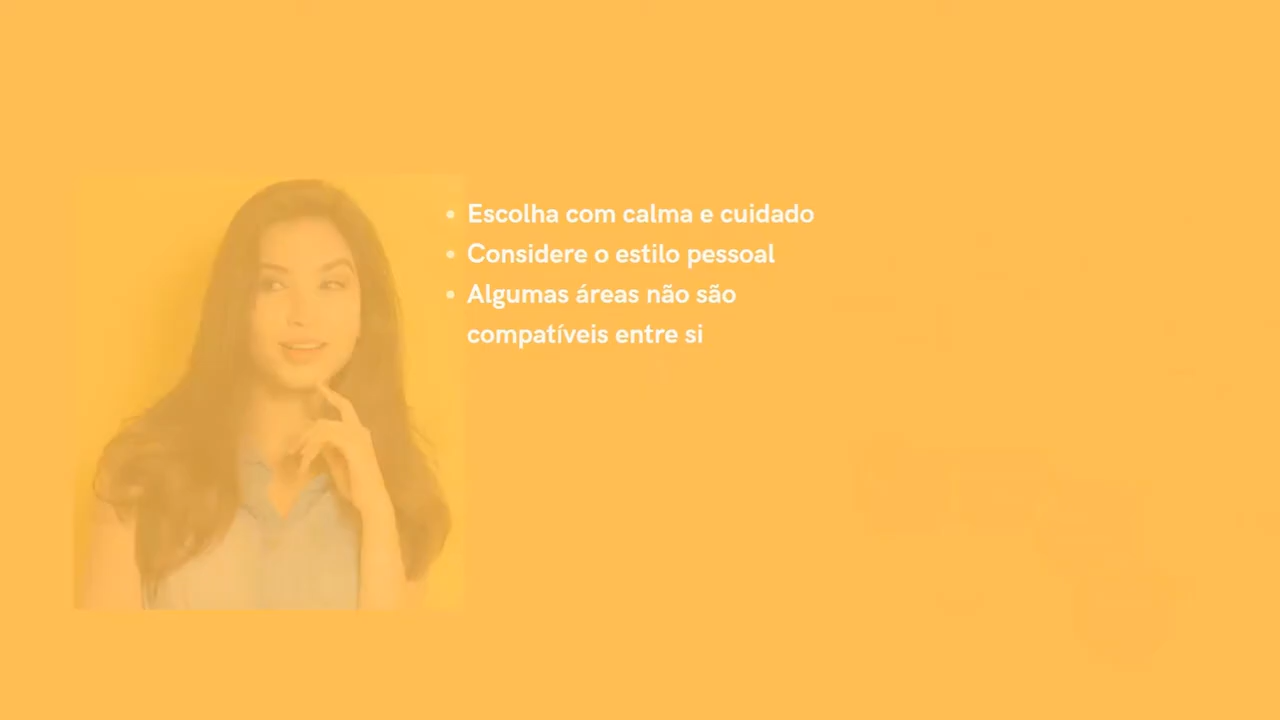 • Escolha com calma e cuidado
• Considere o estilo pessoal
• Algumas áreas não são
compatíveis entre si